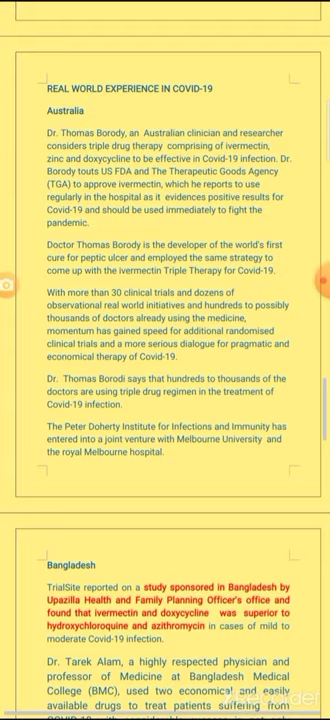 REAL WORLD EXPERIENCE IN COVID-19
Australia
Dr. Thomas Borody, an Australian clinician and researcher
considers triple drug therapy comprising of ivermectin,
zinc and doxycycline to be effective in Covid-19 infection. Dr.
Borody touts US FDA and The Therapeutic Goods Agency
(TGA) to approve ivermectin, which he reports to use
regularly in the hospital as it evidences positive results for
Covid-19 and should be used immediately to fight the
pandemic.
Doctor Thomas Borody is the developer of the world's first
cure for peptic ulcer and employed the same strategy to
come up with the ivermectin Triple Therapy for Covid-19.
With more than 30 clinical trials and dozens of
observational real world initiatives and hundreds to possibly
thousands of doctors already using the medicine,
momentum has gained speed for additional randomised
clinical trials and a more serious dialogue for pragmatic and
economical therapy of Covid-19.
Dr. Thomas Borodi says that hundreds to thousands of the
doctors are using triple drug regimen in the treatment of
Covid-19 infection.
The Peter Doherty Institute for Infections and Immunity has
entered into a joint venture with Melbourne University and
the royal Melbourne hospital.
Bangladesh
TrialSite reported on a study sponsored in Bangladesh by
Upazilla Health and Family Planning Officer's office and
found that ivermectin and doxycycline was superior to
hydroxychloroquine and azithromycin in cases of mild to
moderate Covid-19 infection.
Dr. Tarek Alam, a highly respected physician and
professor of Medicine at Bangladesh Medical
College (BMC), used two economical and easily
available drugs to treat patients suffering from